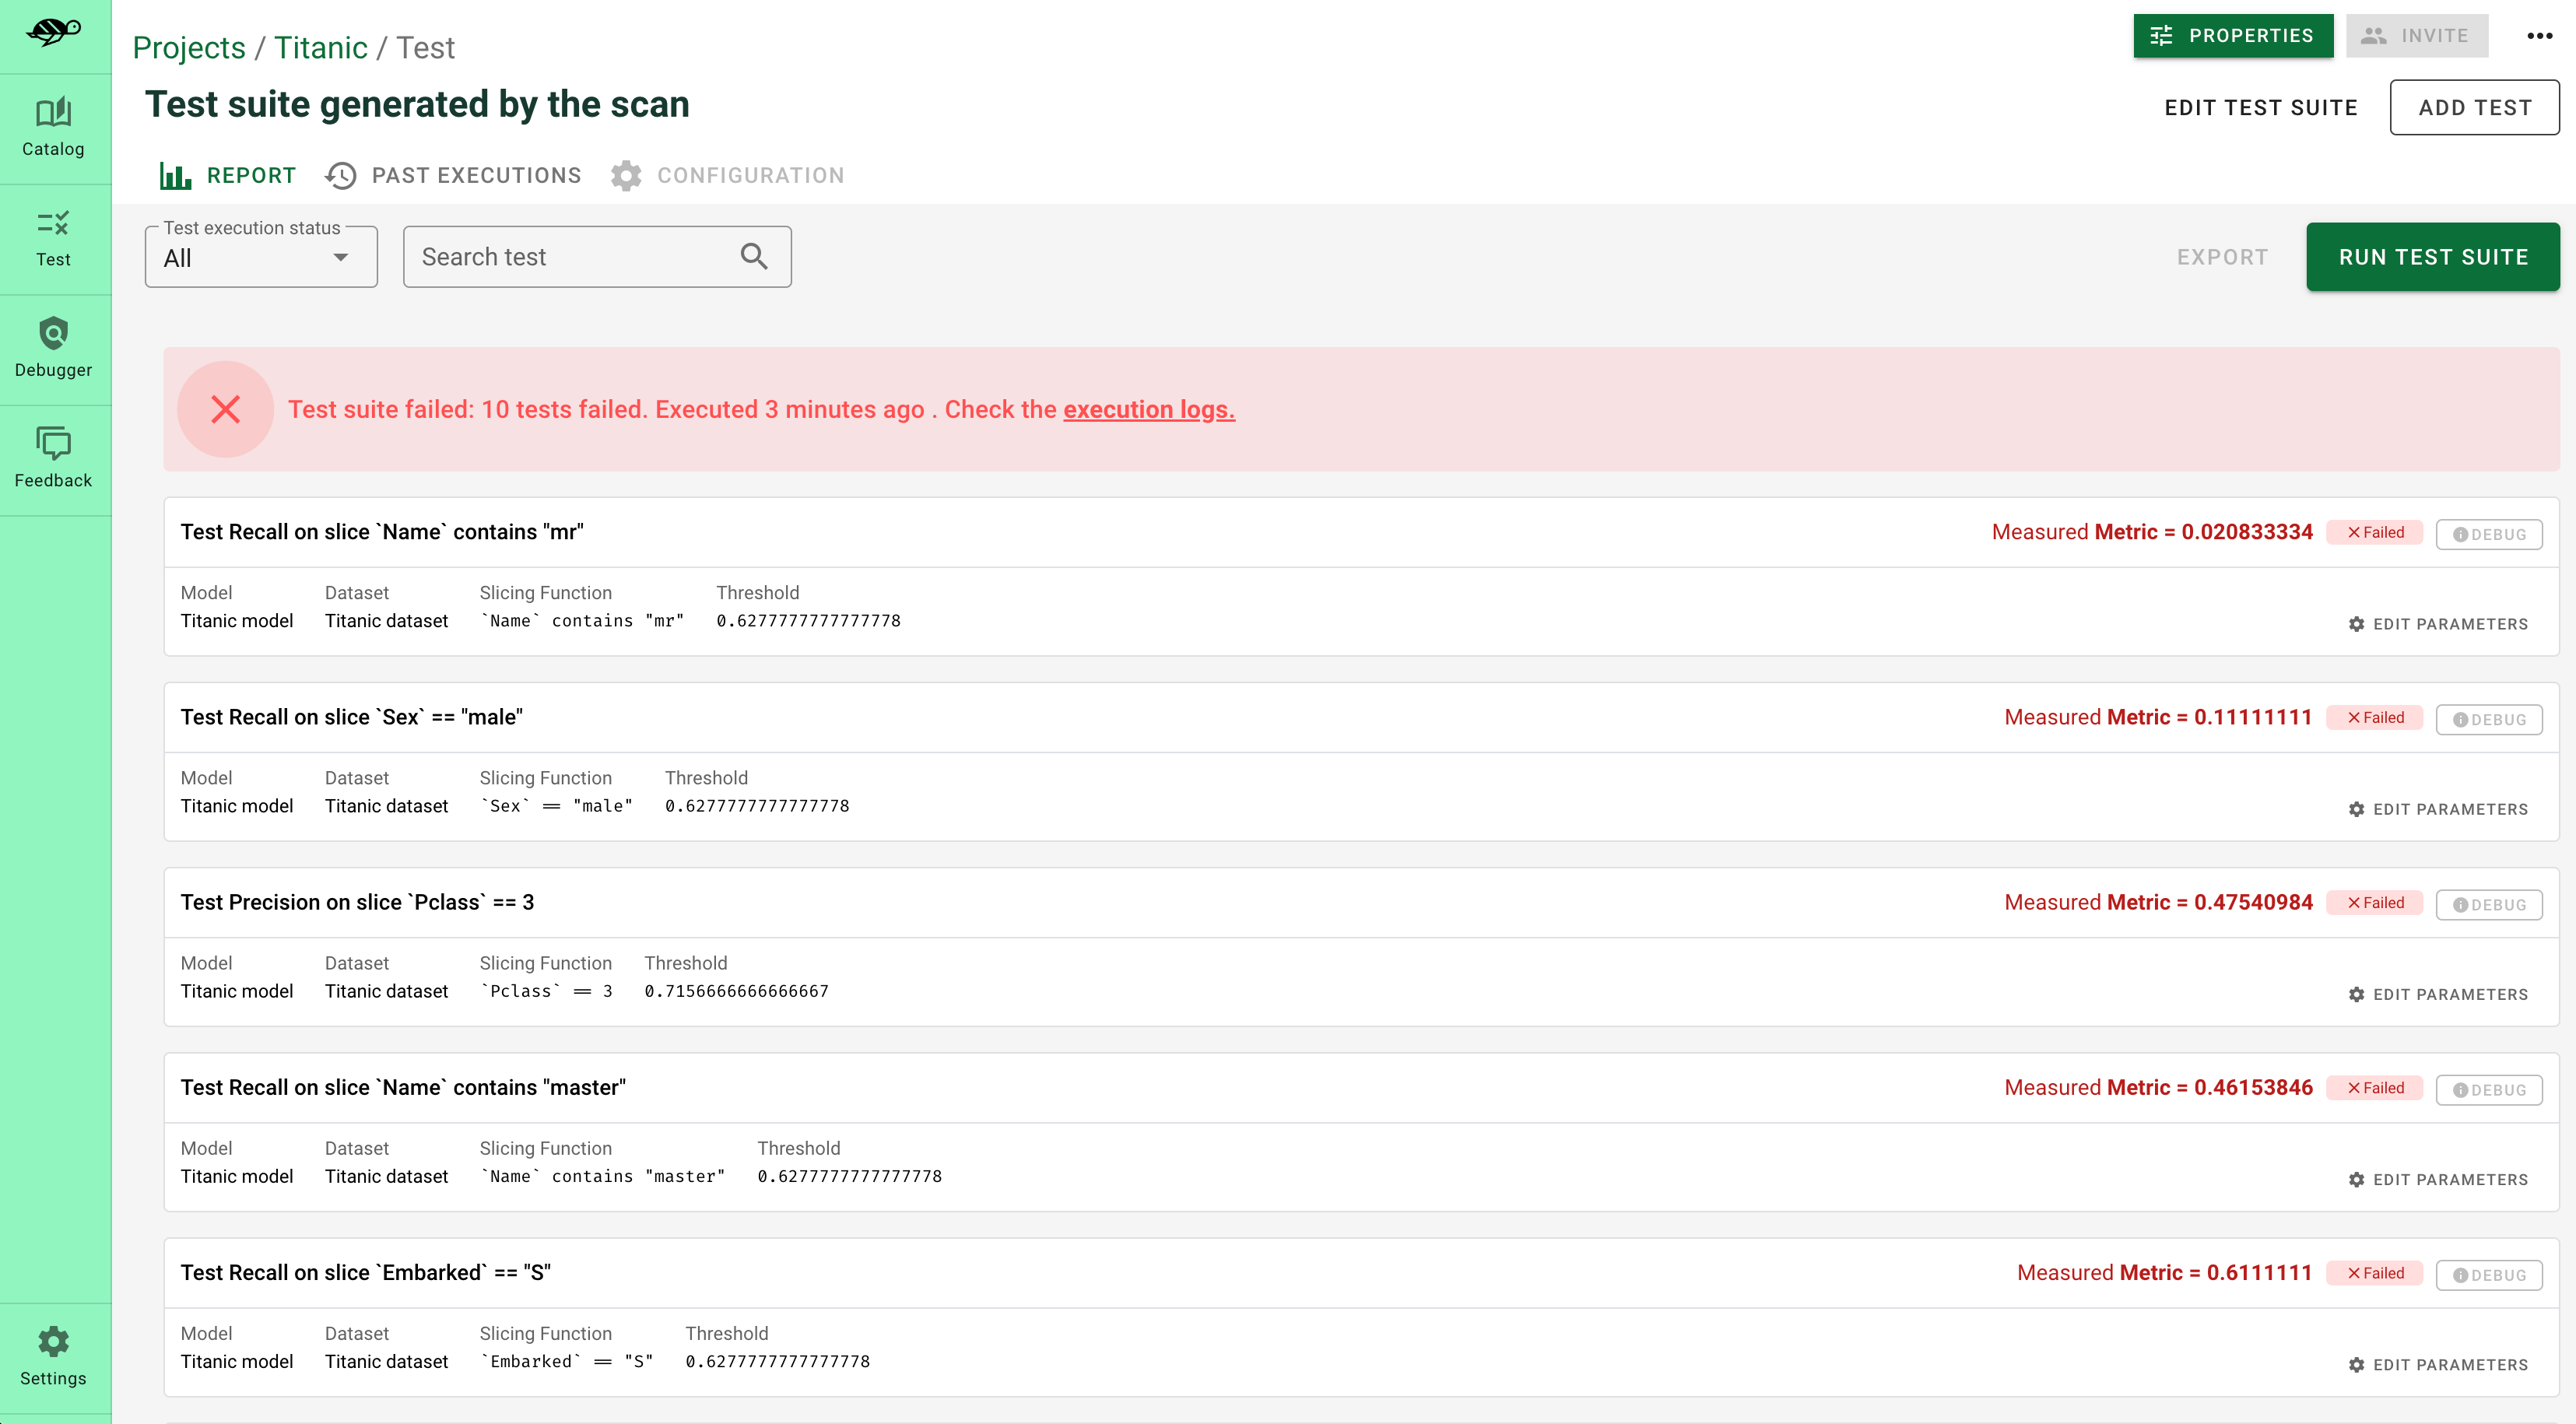 Projects / Titanic / Test
PROPERTIES
INVITE
Test suite generated by the scan
EDIT TEST SUITE
ADD TEST
Catalog
Test
Debugger
Feedback
Settings
REPORT
PAST EXECUTIONS
CONFIGURATION
Test execution status
All
Search test
EXPORT
RUN TEST SUITE
Test suite failed: 10 tests failed. Executed 3 minutes ago . Check the execution logs.
Test Recall on slice `Name` contains "mr"
Measured Metric = 0.020833334
Failed
DEBUG
Model Dataset Slicing Function Threshold
Titanic model Titanic dataset `Name` contains "mr" 0.6277777777777778
EDIT PARAMETERS
Test Recall on slice `Sex` == "male"
Measured Metric = 0.11111111
Failed
DEBUG
Model Dataset Slicing Function Threshold
Titanic model Titanic dataset `Sex` == "male" 0.6277777777777778
EDIT PARAMETERS
Test Precision on slice `Pclass` == 3
Measured Metric = 0.47540984
Failed
DEBUG
Model Dataset Slicing Function Threshold
Titanic model Titanic dataset `Pclass` == 3 0.7156666666666667
EDIT PARAMETERS
Test Recall on slice `Name` contains "master"
Measured Metric = 0.46153846
Failed
DEBUG
Model Dataset Slicing Function Threshold
Titanic model Titanic dataset `Name` contains "master" 0.6277777777777778
EDIT PARAMETERS
Test Recall on slice `Embarked` == "S"
Measured Metric = 0.6111111
Failed
DEBUG
Model Dataset Slicing Function Threshold
Titanic model Titanic dataset `Embarked` == "S" 0.6277777777777778
EDIT PARAMETERS